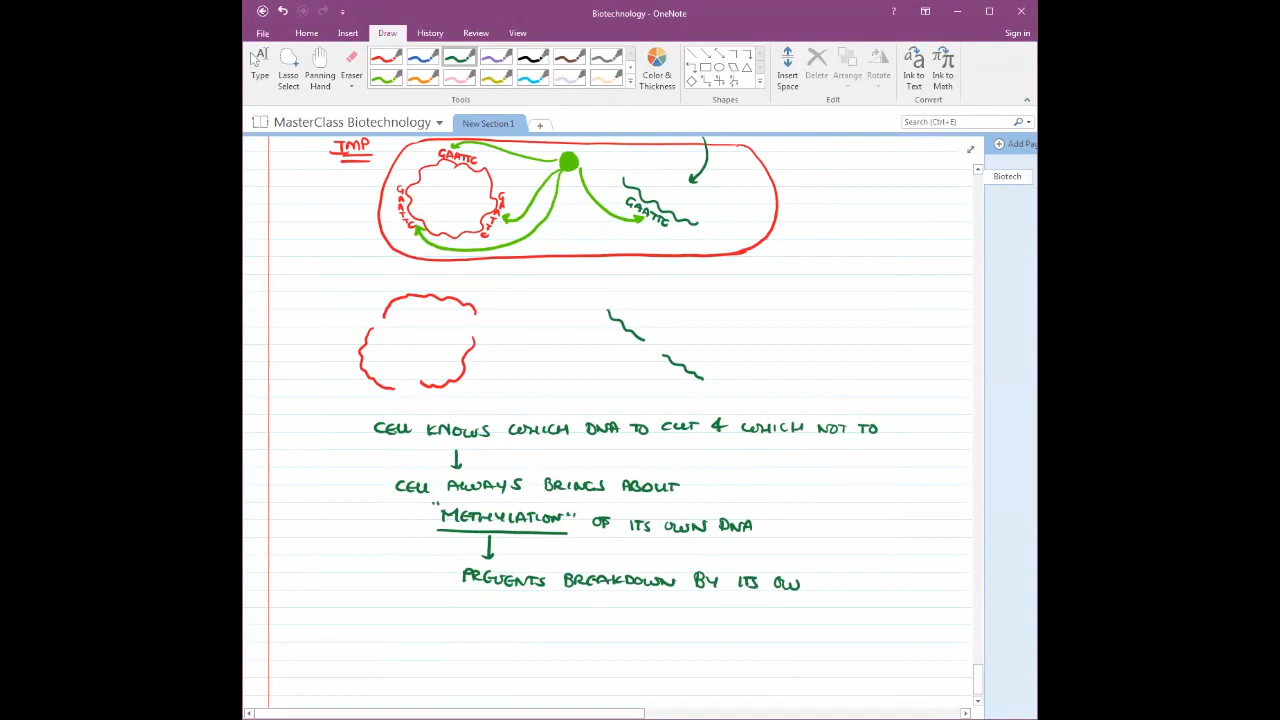 Biotechnology - OneNote
File
Home
Insert
Draw
History
Review
View
Sign in
Type
Lasso Select
Panning Hand
Eraser
Color & Thickness
Insert Space
Delete
Arrange
Rotate
Ink to Text
Ink to Math
Tools
Shapes
Edit
Convert
MasterClass Biotechnology
New Section 1
Search (Ctrl+E)
Add Pag
Biotech
IMP
GAATTC
GAATTC
GAATTC
GAATTC
CELL KNOWS WHICH DNA TO CUT & WHICH NOT TO
CELL ALWAYS BRINGS ABOUT
"METHYLATION" OF ITS OWN DNA
PREVENTS BREAKDOWN BY ITS OW